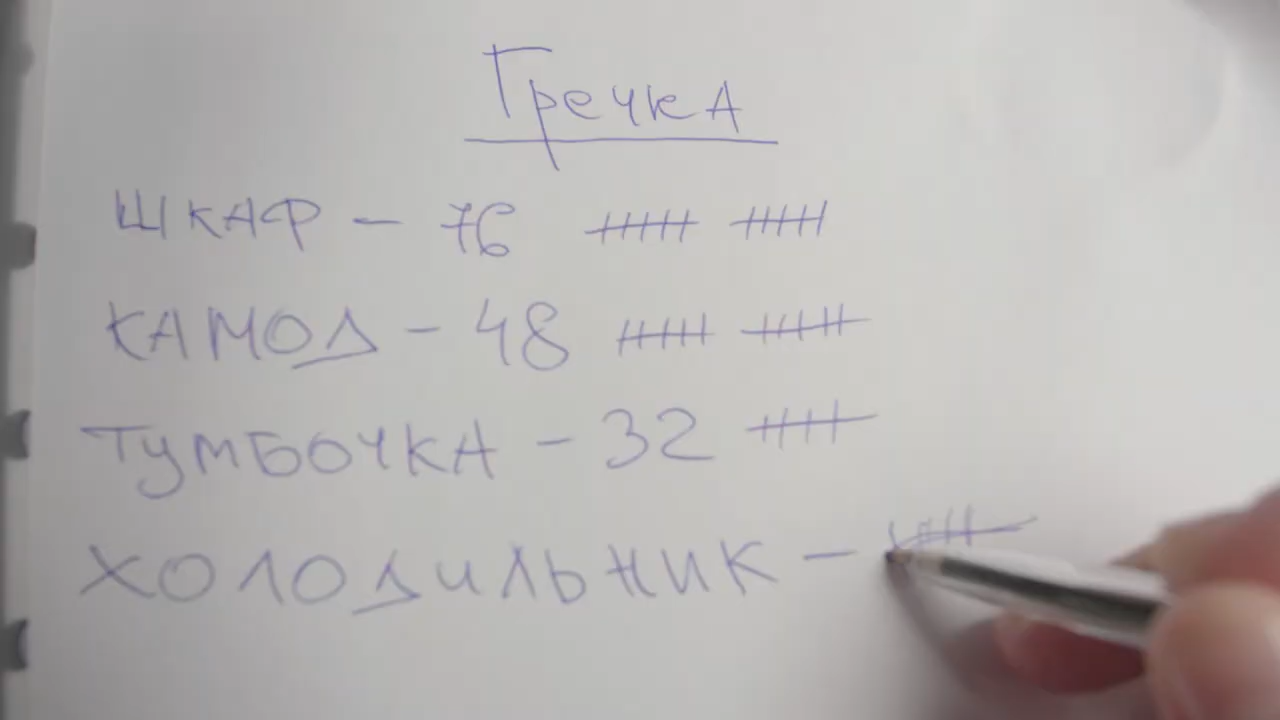 Гречка
ШКАФ – 76
КАМОД – 48
ТУМБОЧКА – 32
ХОЛОДИЛЬНИК –